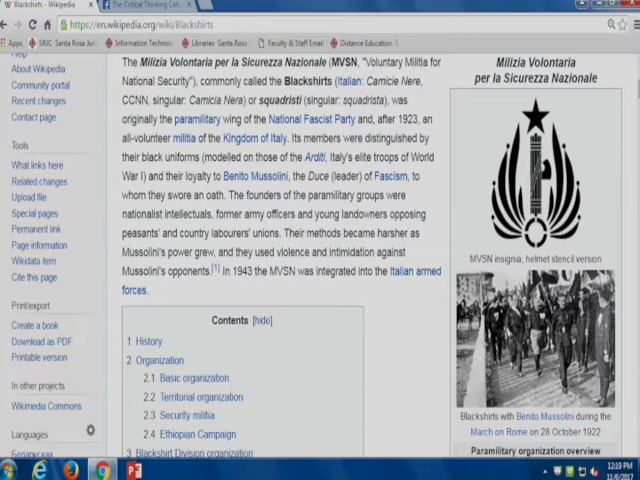 Blackshirts - Wikipedia
The Critical Thinking
https://en.wikipedia.org/wiki/Blackshirts
Apps SRJC Santa Rosa Information Technol Libraries Santa Rosa Faculty & Staff Email Distance Education
Help
About Wikipedia
Community portal
Recent changes
Contact page
Tools
What links here
Related changes
Upload file
Special pages
Permanent link
Page information
Wikidata item
Cite this page
Print/export
Create a book
Download as PDF
Printable version
In other projects
Wikimedia Commons
Languages
Беларуская
The Milizia Volontaria per la Sicurezza Nazionale (MVSN, "Voluntary Militia for
National Security"), commonly called the Blackshirts (Italian: Camicie Nere,
CCNN, singular: Camicia Nera) or squadristi (singular: squadrista), was
originally the paramilitary wing of the National Fascist Party and, after 1923, an
all-volunteer militia of the Kingdom of Italy. Its members were distinguished by
their black uniforms (modelled on those of the Arditi, Italy's elite troops of World
War I) and their loyalty to Benito Mussolini, the Duce (leader) of Fascism, to
whom they swore an oath. The founders of the paramilitary groups were
nationalist intellectuals, former army officers and young landowners opposing
peasants' and country labourers' unions. Their methods became harsher as
Mussolini's power grew, and they used violence and intimidation against
Mussolini's opponents.[1] In 1943 the MVSN was integrated into the Italian armed
forces.
Contents [hide]
1 History
2 Organization
2.1 Basic organization
2.2 Territorial organization
2.3 Security militia
2.4 Ethiopian Campaign
3 Blackshirt Division organization
Milizia Volontaria
per la Sicurezza Nazionale
MVSN insignia, helmet stencil version
Blackshirts with Benito Mussolini during the
March on Rome on 28 October 1922
Paramilitary organization overview
12:19 PM
11/6/2017